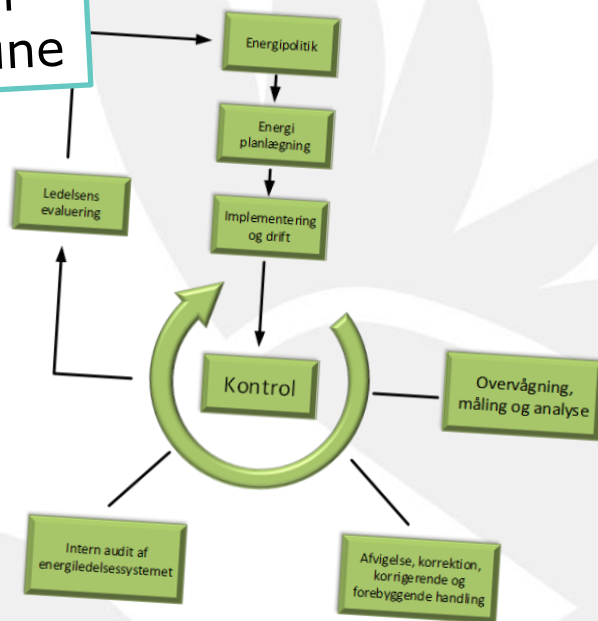 Energipolitik
Energi
planlægning
Ledelsens
evaluering
Implementering
og drift
Kontrol
Overvågning,
måling og analyse
Intern audit af
energiledelsessystemet
Afvigelse, korrektion,
korrigerende og
forebyggende handling